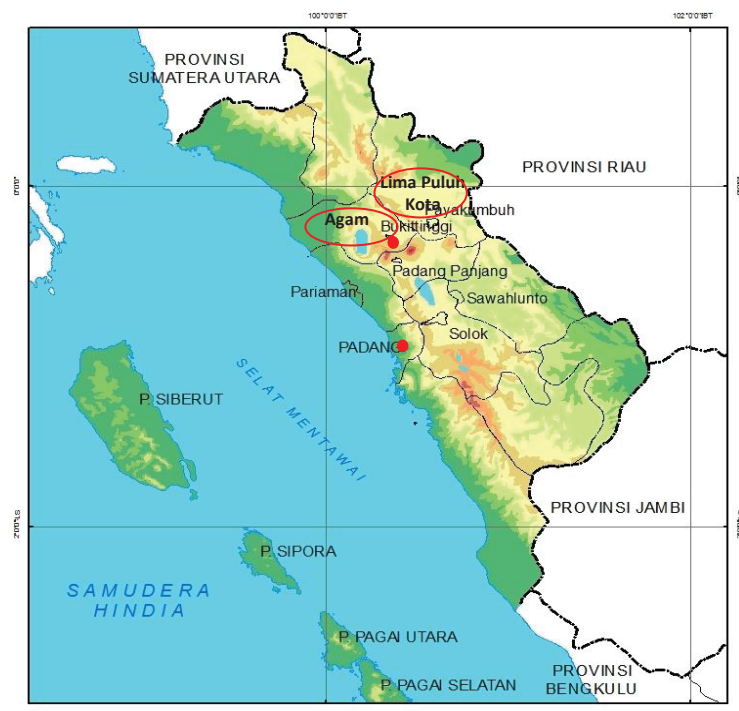 100°0'0"BT
102°0'0"BT
PROVINSI
SUMATERA UTARA
PROVINSI RIAU
Lima Puluh
Kota
Payakumbuh
Agam
Bukittinggi
Padang Panjang
Pariaman
Sawahlunto
Solok
PADANG
SELAT MENTAWAI
P. SIBERUT
PROVINSI JAMBI
P. SIPORA
SAMUDERA
HINDIA
P. PAGAI UTARA
P. PAGAI SELATAN
PROVINSI
BENGKULU